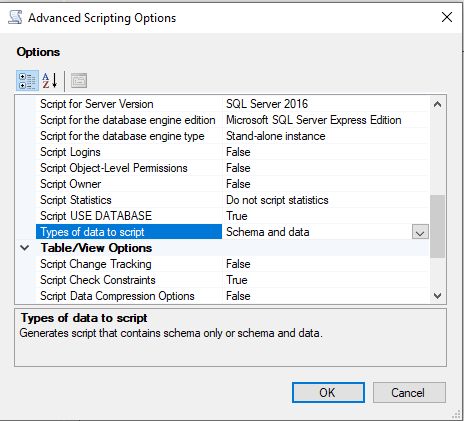 Advanced Scripting Options
Options
Script for Server Version SQL Server 2016
Script for the database engine edition Microsoft SQL Server Express Edition
Script for the database engine type Stand-alone instance
Script Logins False
Script Object-Level Permissions False
Script Owner False
Script Statistics Do not script statistics
Script USE DATABASE True
Types of data to script Schema and data
Table/View Options
Script Change Tracking False
Script Check Constraints True
Script Data Compression Options False
Types of data to script
Generates script that contains schema only or schema and data.
OK Cancel